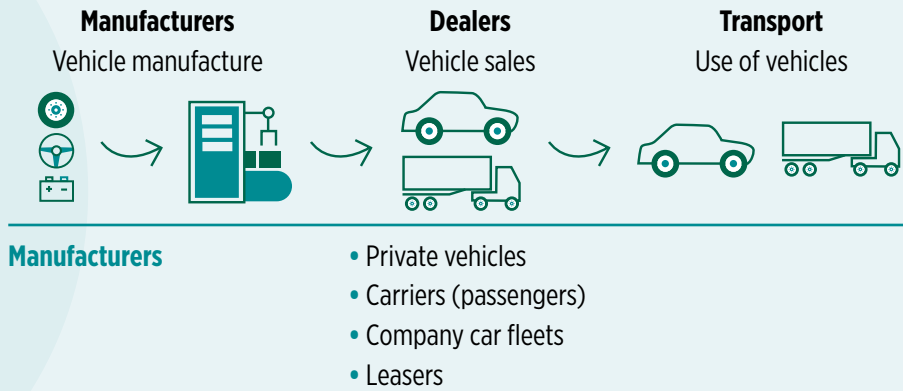 Manufacturers
Vehicle manufacture
Dealers
Vehicle sales
Transport
Use of vehicles
Manufacturers
• Private vehicles
• Carriers (passengers)
• Company car fleets
• Leasers